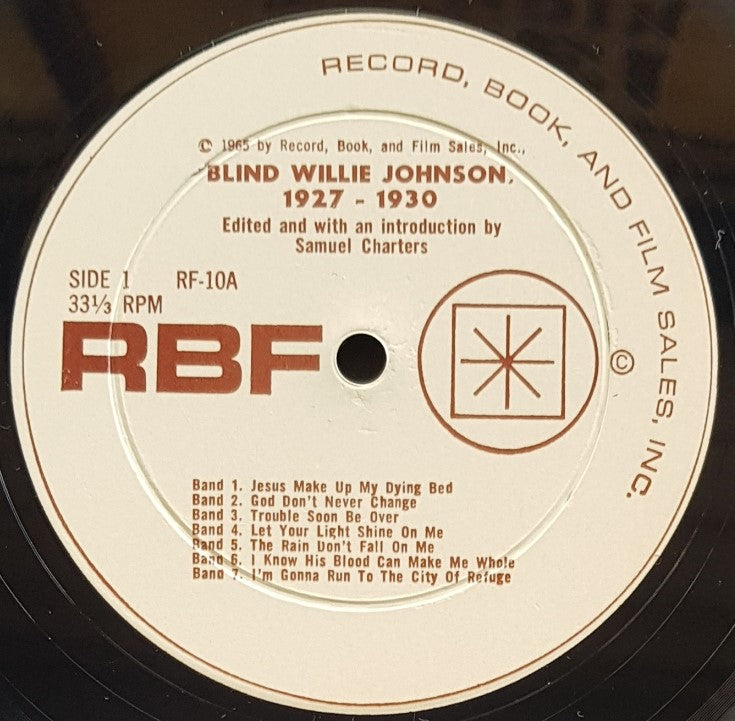 RECORD, BOOK, AND FILM SALES, INC. ©
© 1965 by Record, Book, and Film Sales, Inc.,
BLIND WILLIE JOHNSON,
1927 - 1930
Edited and with an introduction by
Samuel Charters
SIDE 1 RF-10A
33⅓ RPM
RBF
Band 1. Jesus Make Up My Dying Bed
Band 2. God Don't Never Change
Band 3. Trouble Soon Be Over
Band 4. Let Your Light Shine On Me
Band 5. The Rain Don't Fall On Me
Band 6. I Know His Blood Can Make Me Whole
Band 7. I'm Gonna Run To The City Of Refuge